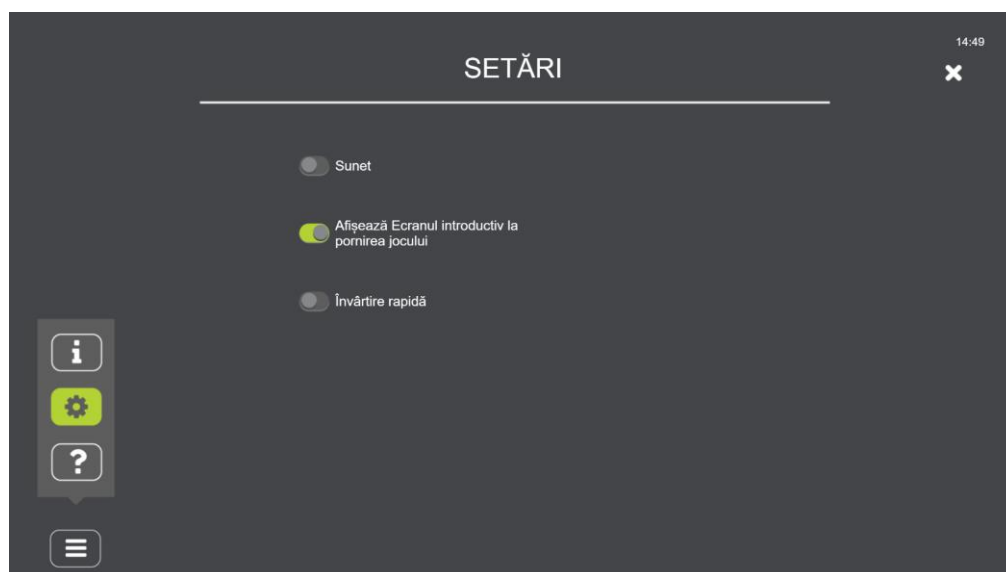 14:49
SETĂRI
Sunet
Afișează Ecranul introductiv la
pornirea jocului
Învârtire rapidă
i
?